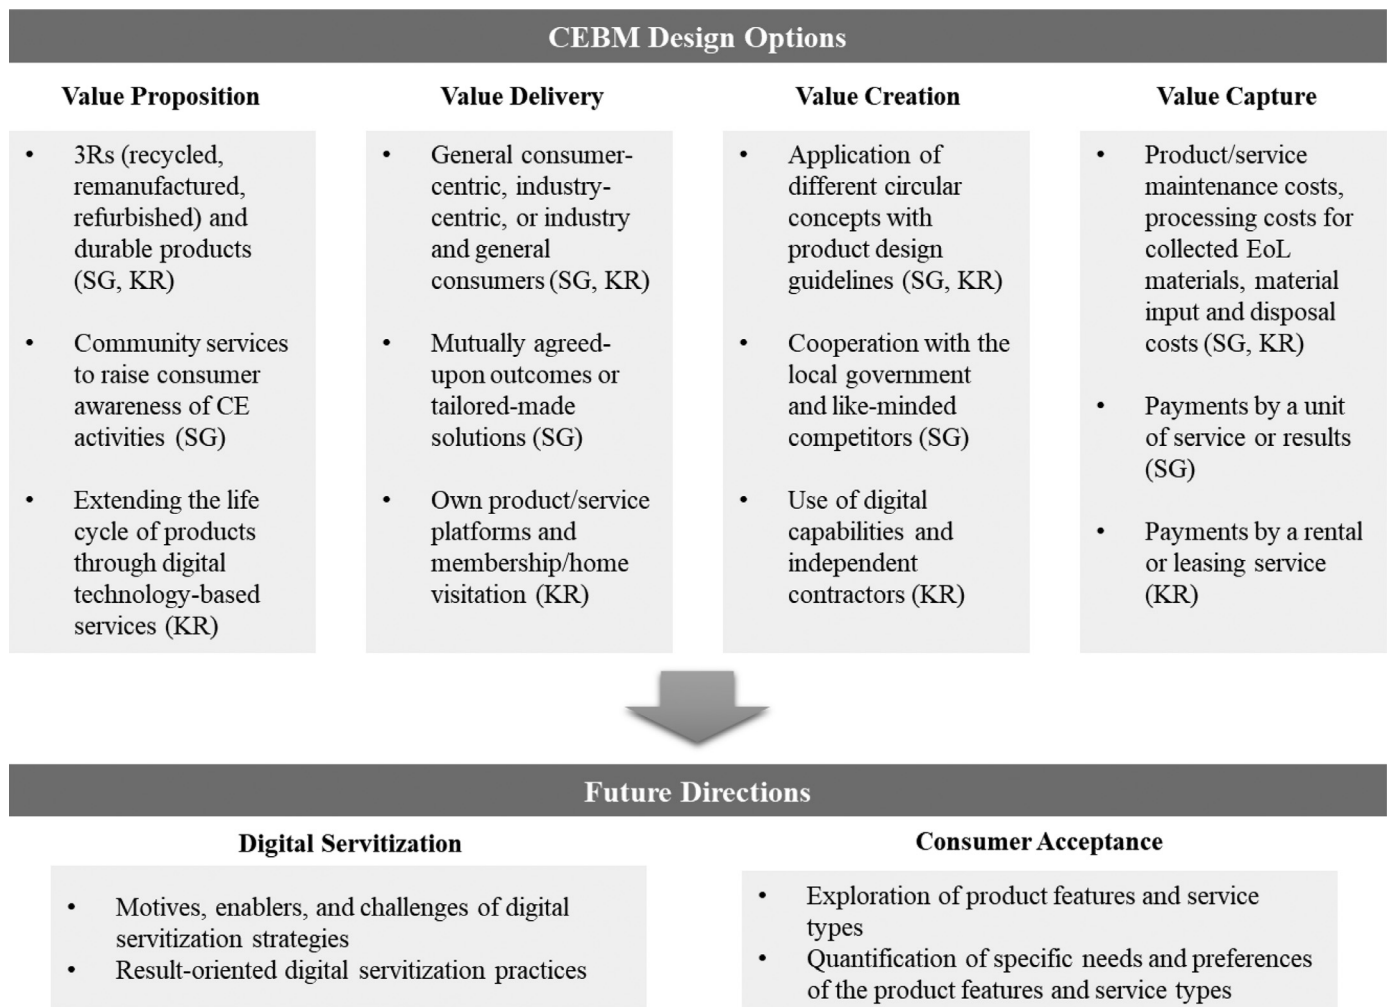 CEBM Design Options
Value Proposition
• 3Rs (recycled,
remanufactured,
refurbished) and
durable products
(SG, KR)
• Community services
to raise consumer
awareness of CE
activities (SG)
• Extending the life
cycle of products
through digital
technology-based
services (KR)
Value Delivery
• General consumer-
centric, industry-
centric, or industry
and general
consumers (SG, KR)
• Mutually agreed-
upon outcomes or
tailored-made
solutions (SG)
• Own product/service
platforms and
membership/home
visitation (KR)
Value Creation
• Application of
different circular
concepts with
product design
guidelines (SG, KR)
• Cooperation with the
local government
and like-minded
competitors (SG)
• Use of digital
capabilities and
independent
contractors (KR)
Value Capture
• Product/service
maintenance costs,
processing costs for
collected EoL
materials, material
input and disposal
costs (SG, KR)
• Payments by a unit
of service or results
(SG)
• Payments by a rental
or leasing service
(KR)
Future Directions
Digital Servitization
• Motives, enablers, and challenges of digital
servitization strategies
• Result-oriented digital servitization practices
Consumer Acceptance
• Exploration of product features and service
types
• Quantification of specific needs and preferences
of the product features and service types